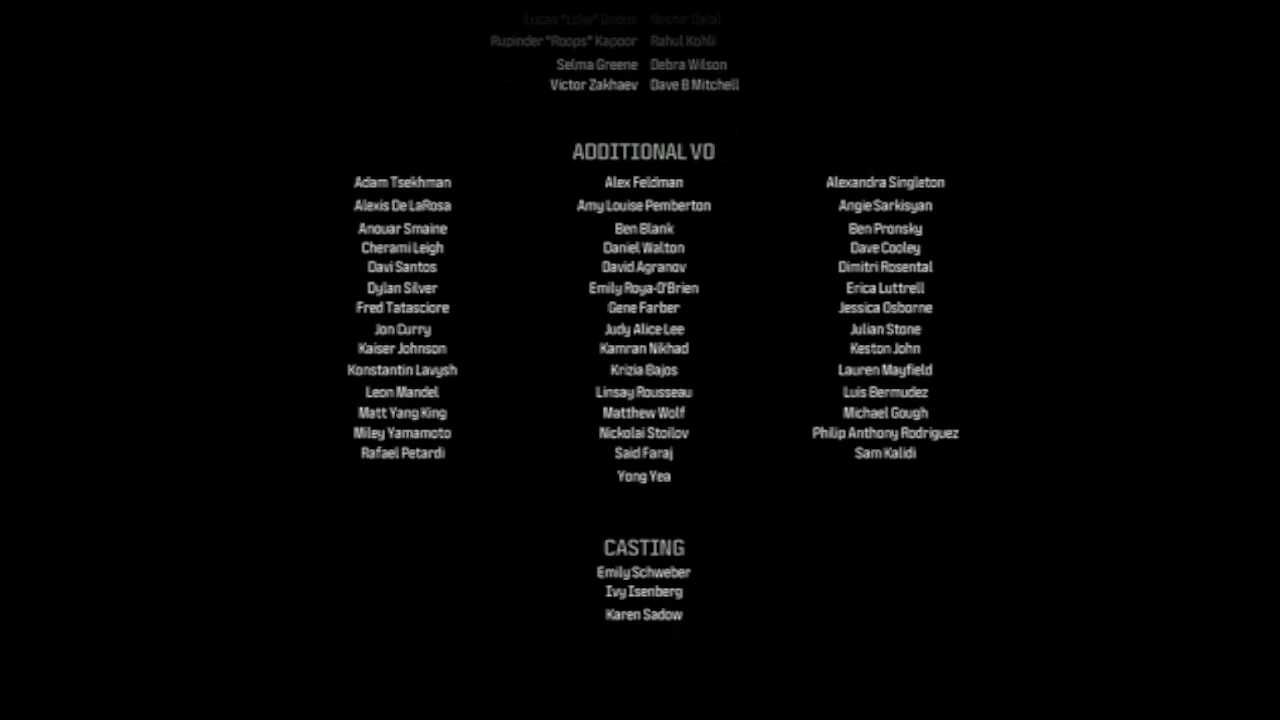 Lucas "Luke" Dobos Noshir Dalal
Rupinder "Roops" Kapoor Rahul Kohli
Selma Greene Debra Wilson
Victor Zakhaev Dave B Mitchell
ADDITIONAL VO
Adam Tsekhman Alex Feldman Alexandra Singleton
Alexis De LaRosa Amy Louise Pemberton Angie Sarkisyan
Anouar Smaine Ben Blank Ben Pronsky
Cherami Leigh Daniel Walton Dave Cooley
Davi Santos David Agranov Dimitri Rosental
Dylan Silver Emily Roya-O'Brien Erica Luttrell
Fred Tatasciore Gene Farber Jessica Osborne
Jon Curry Judy Alice Lee Julian Stone
Kaiser Johnson Kamran Nikhad Keston John
Konstantin Lavysh Krizia Bajos Lauren Mayfield
Leon Mandel Linsay Rousseau Luis Bermudez
Matt Yang King Matthew Wolf Michael Gough
Miley Yamamoto Nickolai Stoilov Philip Anthony Rodriguez
Rafael Petardi Said Faraj Sam Kalidi
Yong Yea
CASTING
Emily Schweber
Ivy Isenberg
Karen Sadow